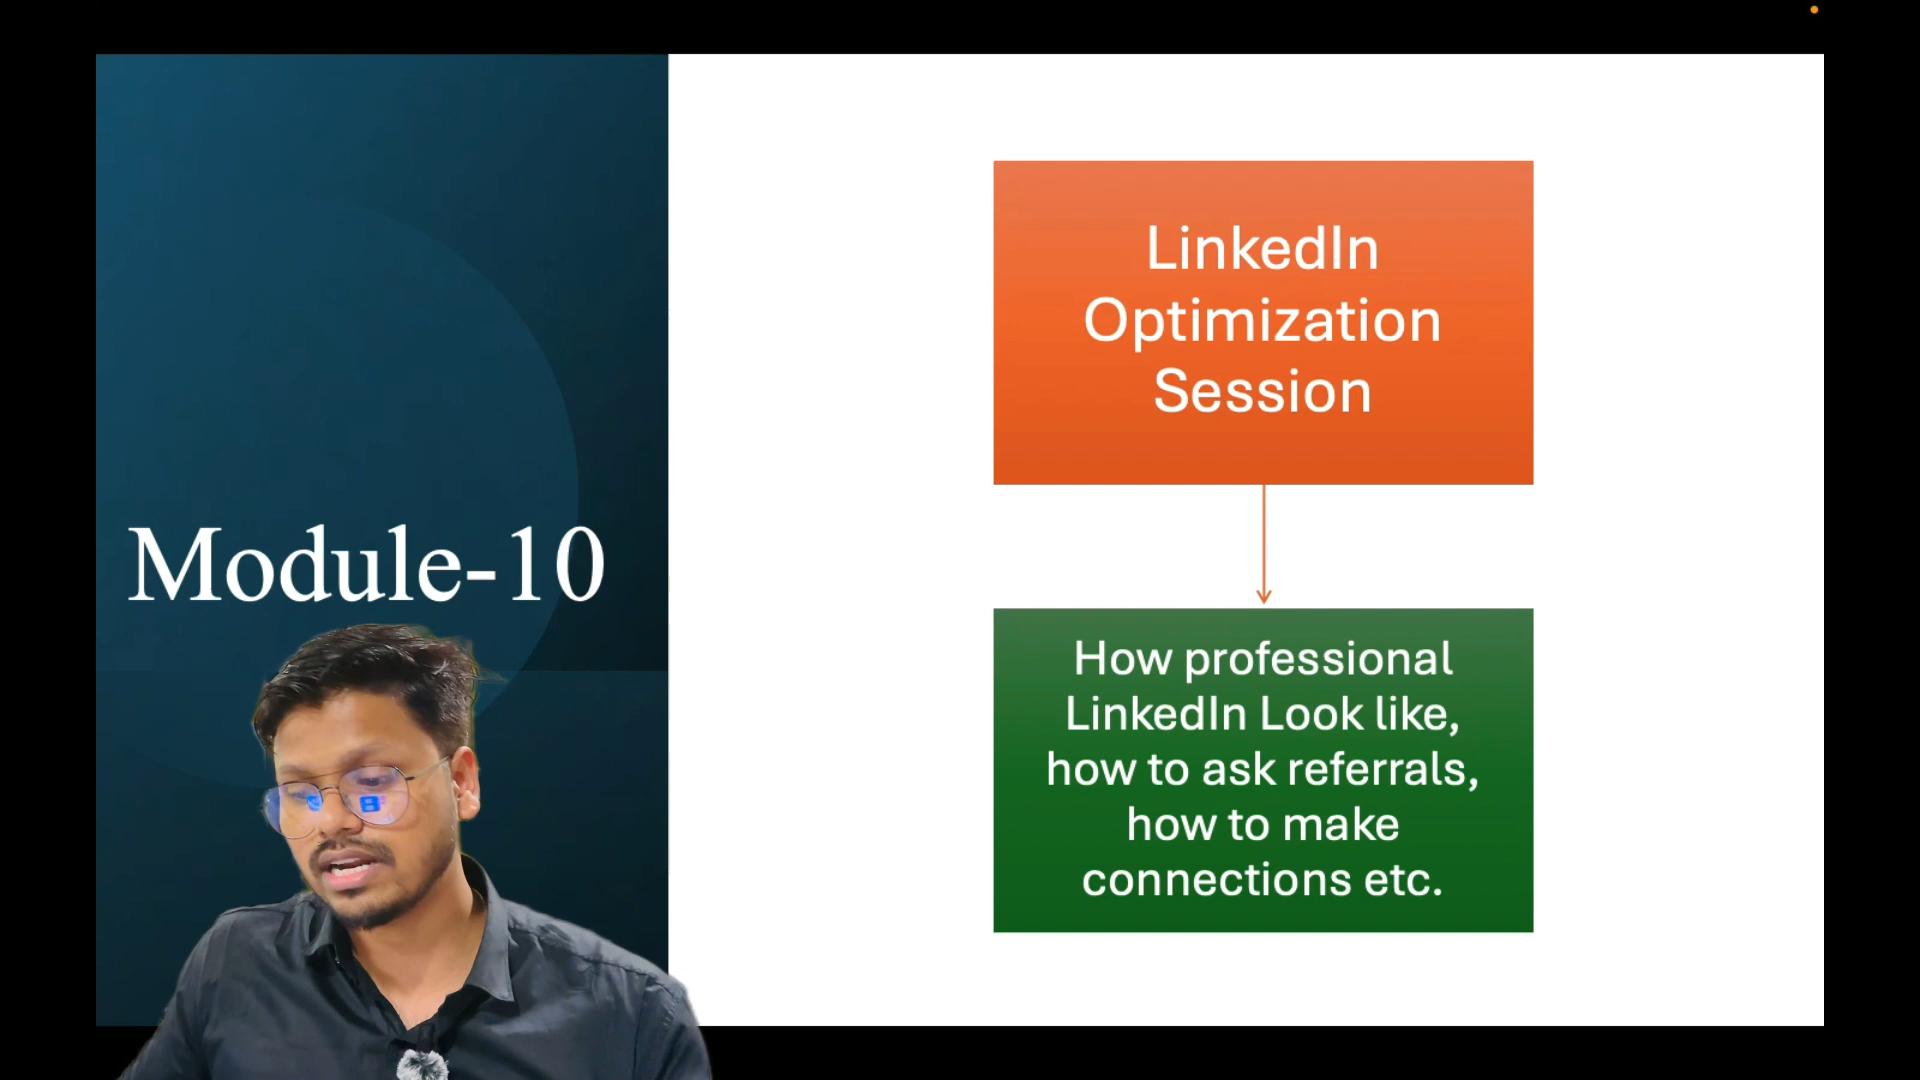 Module-10
LinkedIn
Optimization
Session
How professional
LinkedIn Look like,
how to ask referrals,
how to make
connections etc.